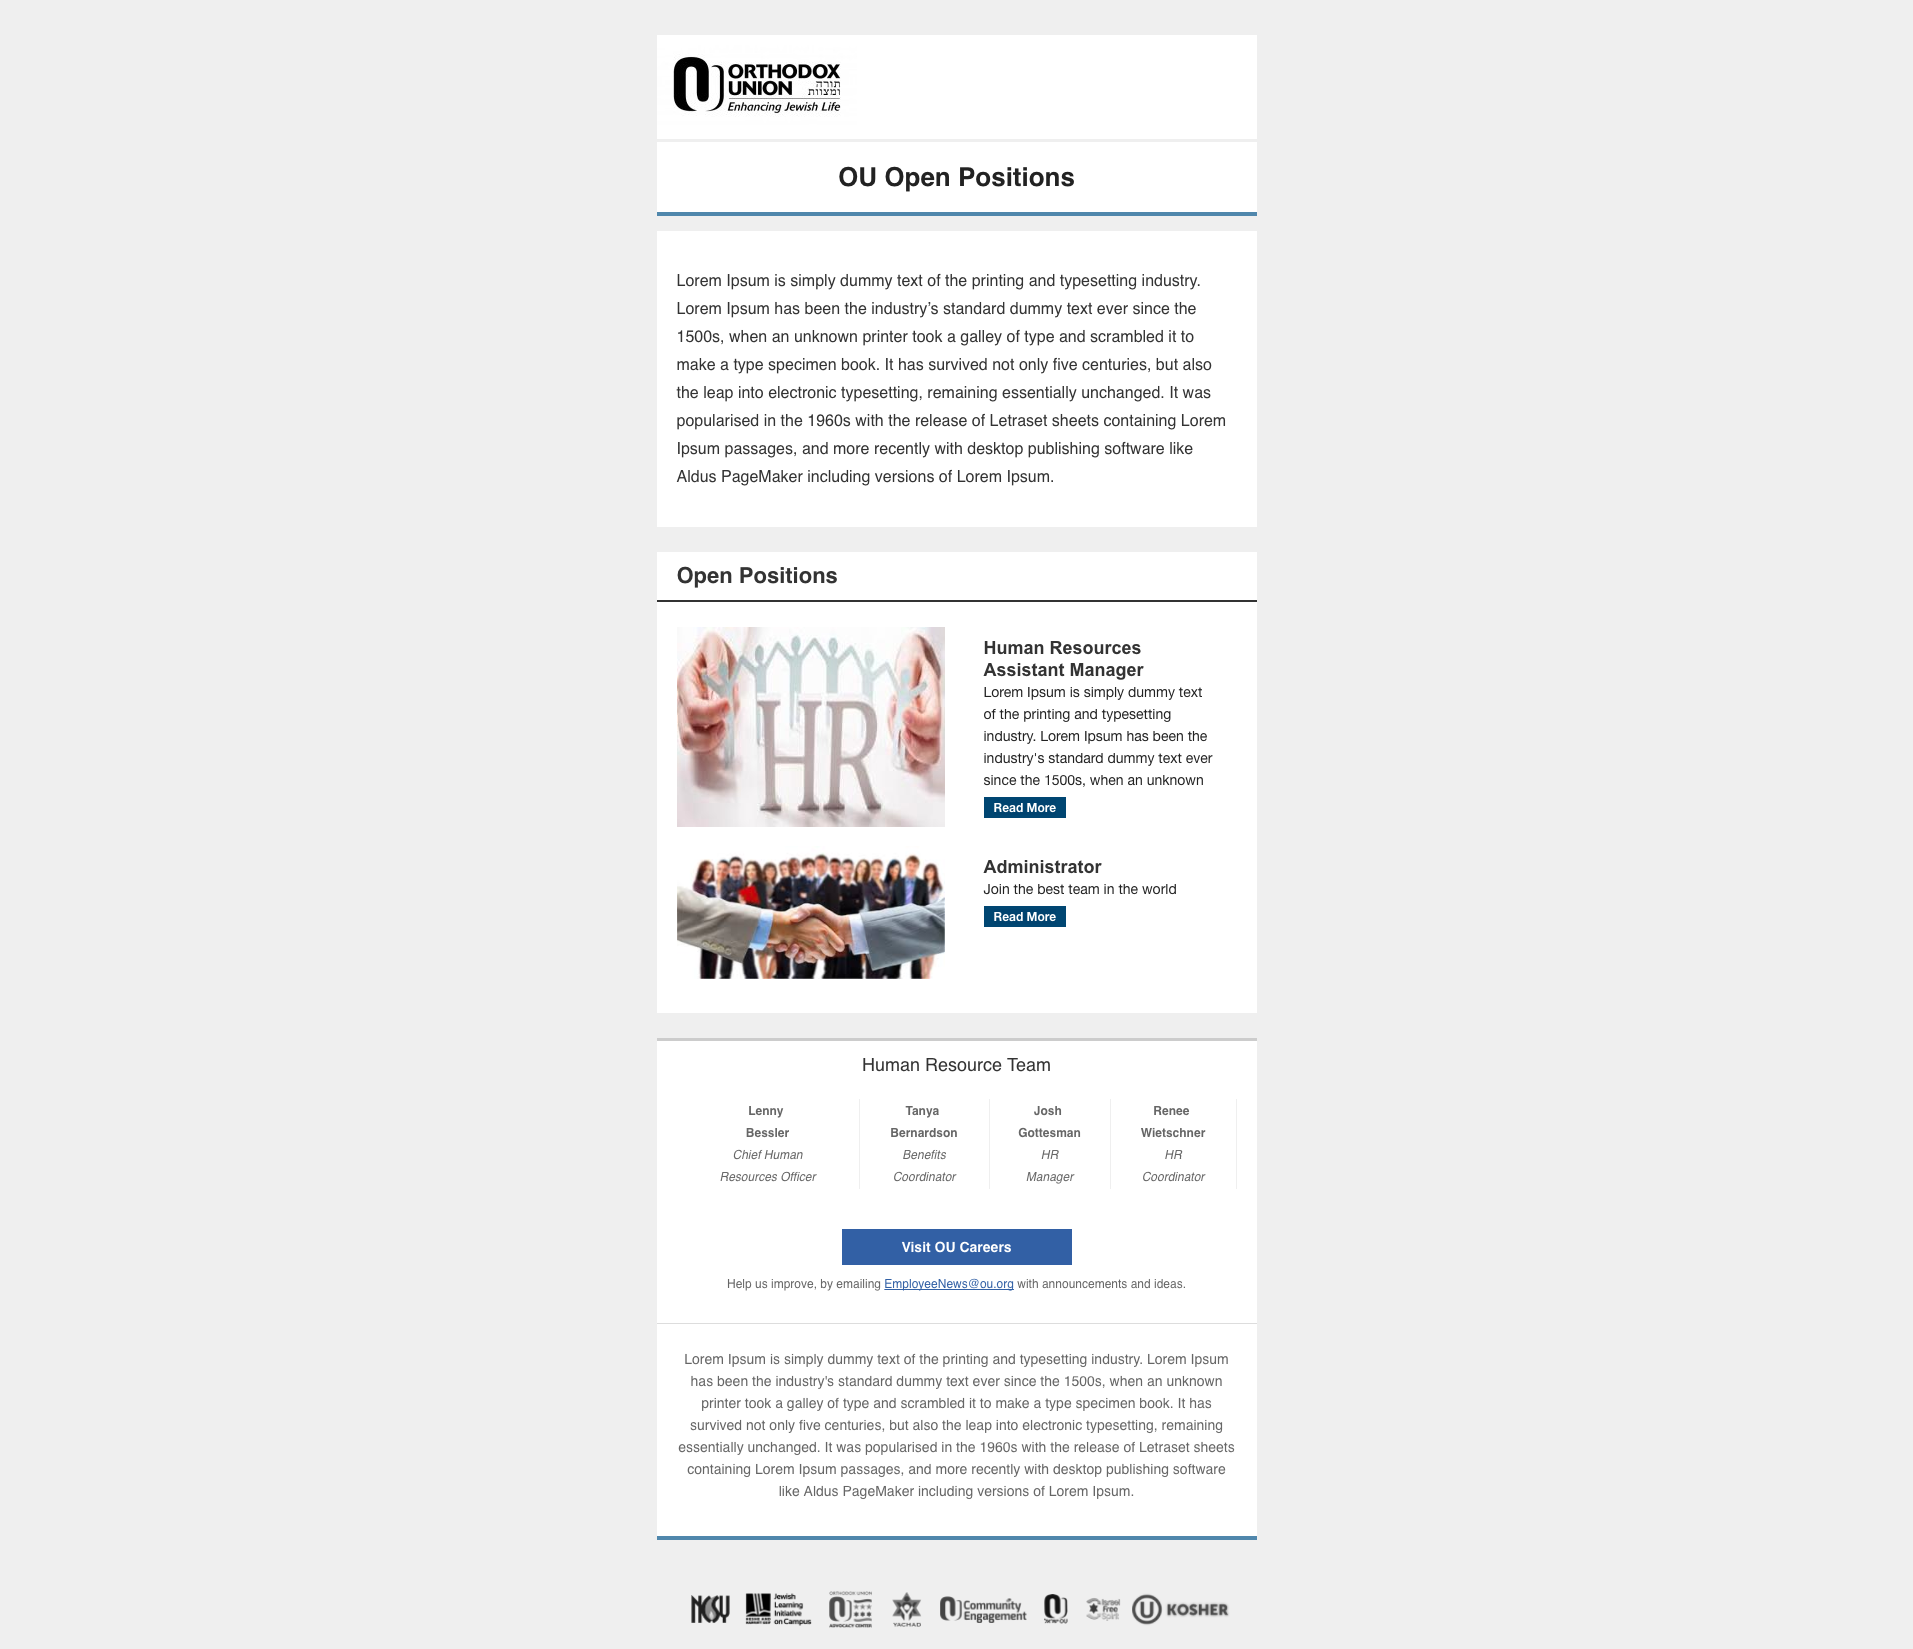 ORTHODOX
UNION תורה
ומצוות
Enhancing Jewish Life
OU Open Positions
Lorem Ipsum is simply dummy text of the printing and typesetting industry.
Lorem Ipsum has been the industry’s standard dummy text ever since the
1500s, when an unknown printer took a galley of type and scrambled it to
make a type specimen book. It has survived not only five centuries, but also
the leap into electronic typesetting, remaining essentially unchanged. It was
popularised in the 1960s with the release of Letraset sheets containing Lorem
Ipsum passages, and more recently with desktop publishing software like
Aldus PageMaker including versions of Lorem Ipsum.
Open Positions
HR
Human Resources
Assistant Manager
Lorem Ipsum is simply dummy text
of the printing and typesetting
industry. Lorem Ipsum has been the
industry's standard dummy text ever
since the 1500s, when an unknown
Read More
Administrator
Join the best team in the world
Read More
Human Resource Team
Lenny
Bessler
Chief Human
Resources Officer
Tanya
Bernardson
Benefits
Coordinator
Josh
Gottesman
HR
Manager
Renee
Wietschner
HR
Coordinator
Visit OU Careers
Help us improve, by emailing EmployeeNews@ou.org with announcements and ideas.
Lorem Ipsum is simply dummy text of the printing and typesetting industry. Lorem Ipsum
has been the industry’s standard dummy text ever since the 1500s, when an unknown
printer took a galley of type and scrambled it to make a type specimen book. It has
survived not only five centuries, but also the leap into electronic typesetting, remaining
essentially unchanged. It was popularised in the 1960s with the release of Letraset sheets
containing Lorem Ipsum passages, and more recently with desktop publishing software
like Aldus PageMaker including versions of Lorem Ipsum.
NCSY
Jewish
Learning
Initiative
on Campus
ORTHODOX UNION
ADVOCACY CENTER
YACHAD
Community
Engagement
OU ישראל
Israel
Free
Spirit
U KOSHER